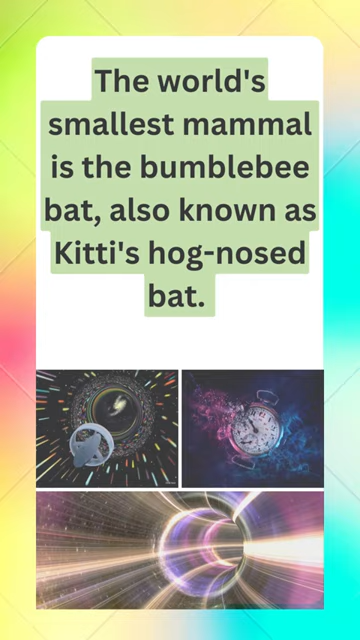 The world's
smallest mammal
is the bumblebee
bat, also known as
Kitti's hog-nosed
bat.